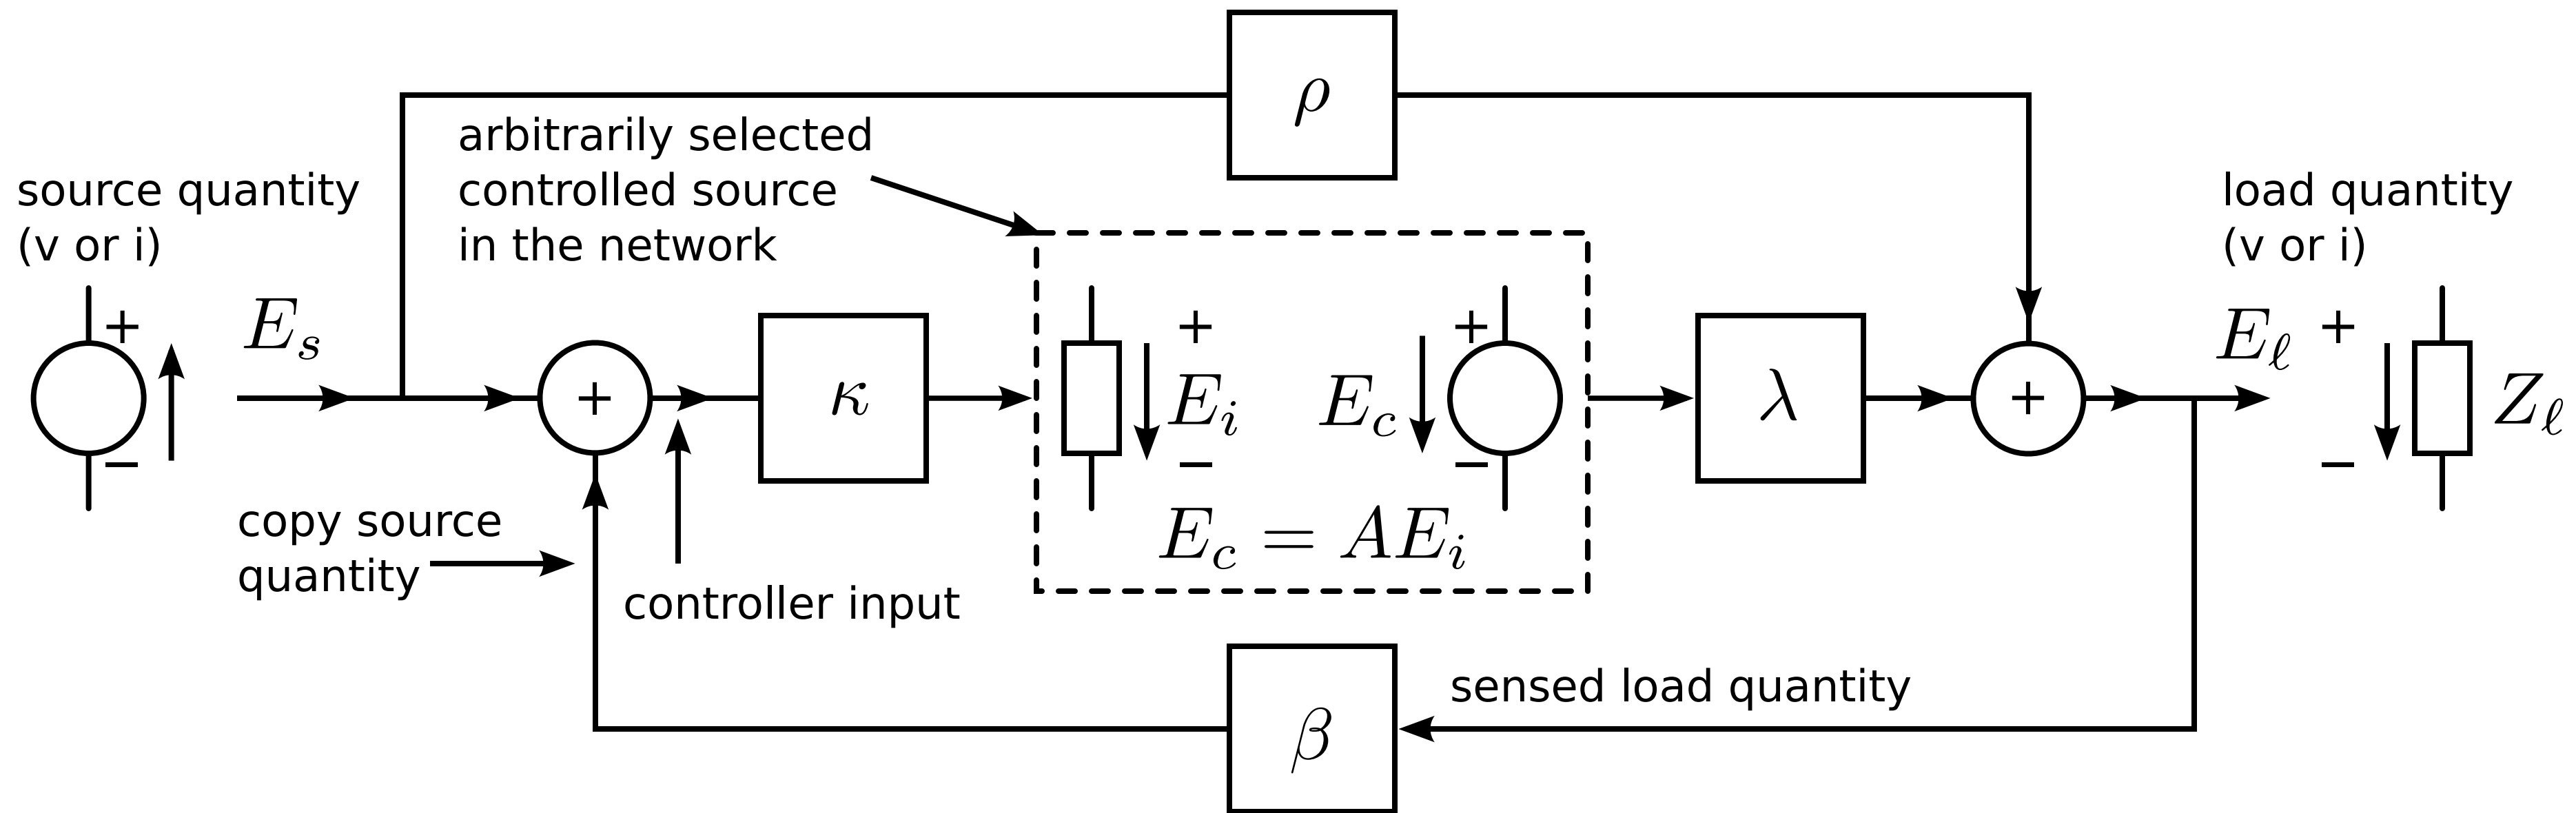 ρ
arbitrarily selected
controlled source
in the network
source quantity
(v or i)
load quantity
(v or i)
+
−
E_s
+
κ
+
E_i
−
E_c
+
−
E_c = AE_i
λ
+
E_ℓ
+
−
Z_ℓ
copy source
quantity
controller input
sensed load quantity
β